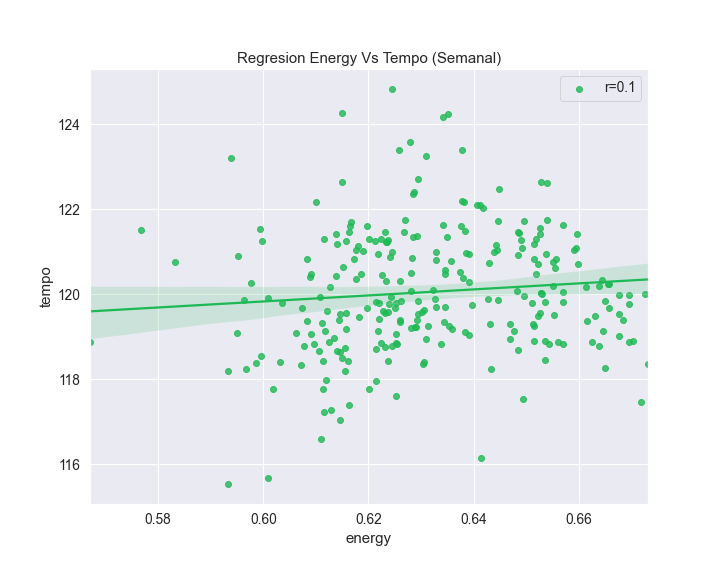 Regresion Energy Vs Tempo (Semanal)
r=0.1
124
122
120
118
116
tempo
0.58 0.60 0.62 0.64 0.66
energy